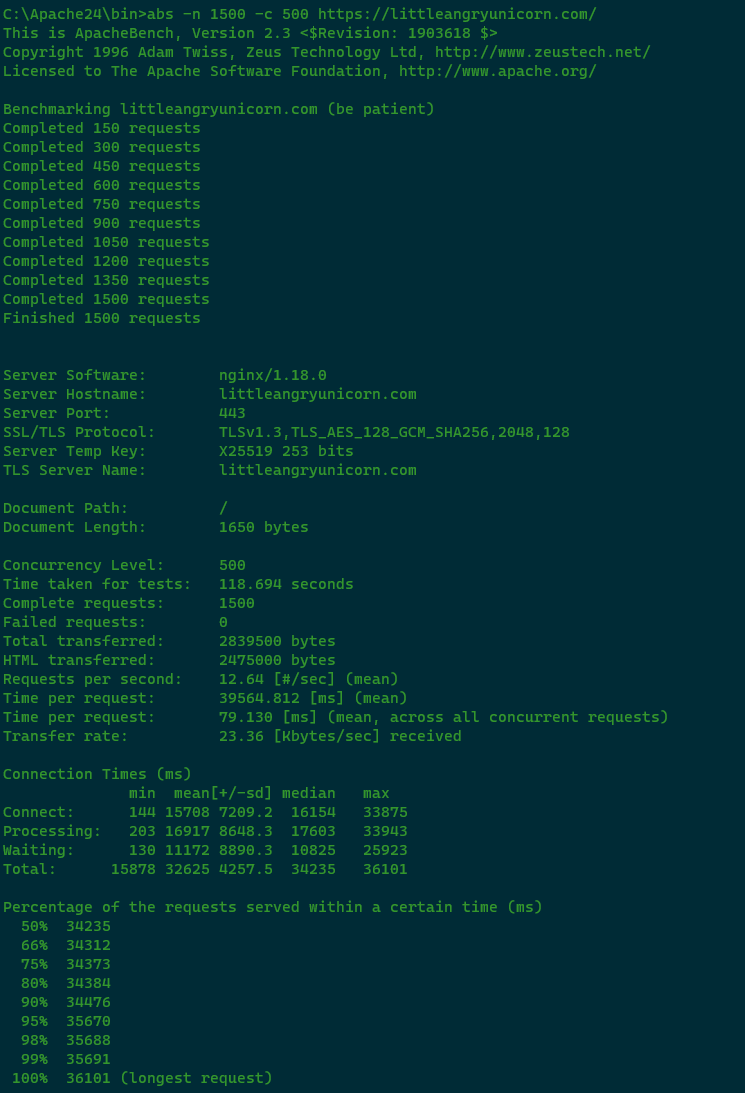 C:\Apache24\bin>abs -n 1500 -c 500 https://littleangryunicorn.com/
This is ApacheBench, Version 2.3 <$Revision: 1903618 $>
Copyright 1996 Adam Twiss, Zeus Technology Ltd, http://www.zeustech.net/
Licensed to The Apache Software Foundation, http://www.apache.org/

Benchmarking littleangryunicorn.com (be patient)
Completed 150 requests
Completed 300 requests
Completed 450 requests
Completed 600 requests
Completed 750 requests
Completed 900 requests
Completed 1050 requests
Completed 1200 requests
Completed 1350 requests
Completed 1500 requests
Finished 1500 requests


Server Software:        nginx/1.18.0
Server Hostname:        littleangryunicorn.com
Server Port:            443
SSL/TLS Protocol:       TLSv1.3,TLS_AES_128_GCM_SHA256,2048,128
Server Temp Key:        X25519 253 bits
TLS Server Name:        littleangryunicorn.com

Document Path:          /
Document Length:        1650 bytes

Concurrency Level:      500
Time taken for tests:   118.694 seconds
Complete requests:      1500
Failed requests:        0
Total transferred:      2839500 bytes
HTML transferred:       2475000 bytes
Requests per second:    12.64 [#/sec] (mean)
Time per request:       39564.812 [ms] (mean)
Time per request:       79.130 [ms] (mean, across all concurrent requests)
Transfer rate:          23.36 [Kbytes/sec] received

Connection Times (ms)
              min  mean[+/-sd] median   max
Connect:      144 15708 7209.2  16154   33875
Processing:   203 16917 8648.3  17603   33943
Waiting:      130 11172 8890.3  10825   25923
Total:      15878 32625 4257.5  34235   36101

Percentage of the requests served within a certain time (ms)
  50%  34235
  66%  34312
  75%  34373
  80%  34384
  90%  34476
  95%  35670
  98%  35688
  99%  35691
 100%  36101 (longest request)